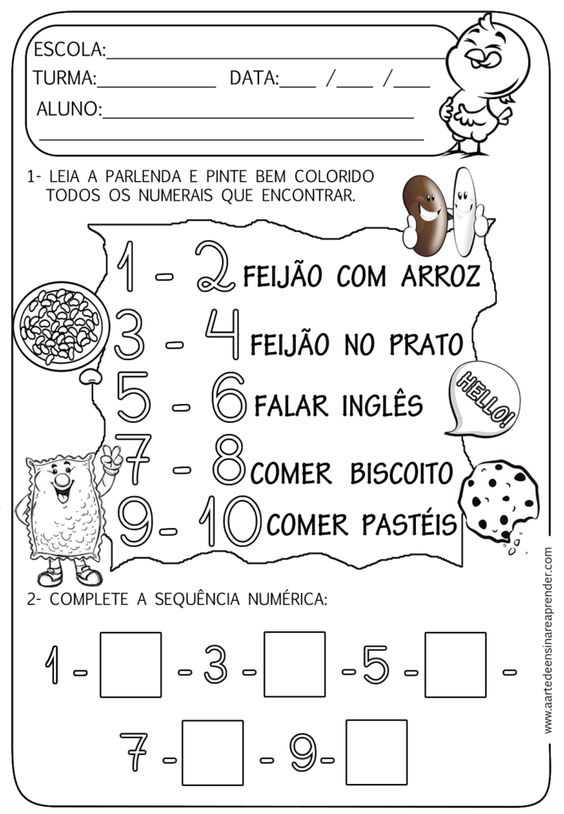 ESCOLA:
TURMA: DATA: / /
ALUNO:
1- LEIA A PARLENDA E PINTE BEM COLORIDO
TODOS OS NUMERAIS QUE ENCONTRAR.
1 - 2 FEIJÃO COM ARROZ
3 - 4 FEIJÃO NO PRATO
5 - 6 FALAR INGLÊS
HELLO!
7 - 8 COMER BISCOITO
9 - 10 COMER PASTÉIS
2- COMPLETE A SEQUÊNCIA NUMÉRICA:
1 - - 3 - - 5 - -
7 - - 9 -
www.aartedeensinareaprender.com